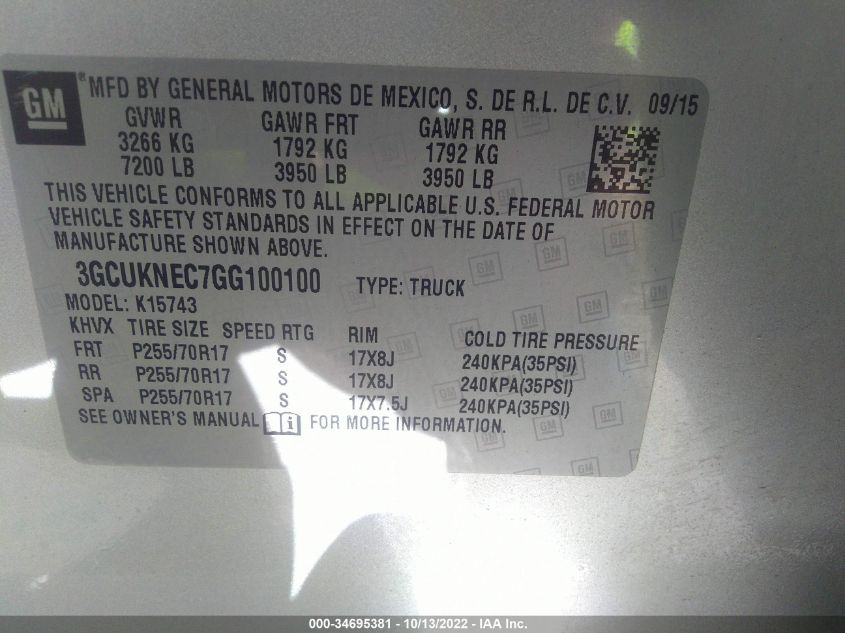 GM ® MFD BY GENERAL MOTORS DE MEXICO, S. DE R.L. DE C.V. 09/15
GVWR GAWR FRT GAWR RR
3266 KG 1792 KG 1792 KG
7200 LB 3950 LB 3950 LB
THIS VEHICLE CONFORMS TO ALL APPLICABLE U.S. FEDERAL MOTOR
VEHICLE SAFETY STANDARDS IN EFFECT ON THE DATE OF
MANUFACTURE SHOWN ABOVE.
3GCUKNEC7GG100100 TYPE: TRUCK
MODEL: K15743
KHVX TIRE SIZE SPEED RTG RIM COLD TIRE PRESSURE
FRT P255/70R17 S 17X8J 240KPA(35PSI)
RR P255/70R17 S 17X8J 240KPA(35PSI)
SPA P255/70R17 S 17X7.5J 240KPA(35PSI)
SEE OWNER'S MANUAL i FOR MORE INFORMATION.
000-34695381 - 10/13/2022 - IAA Inc.